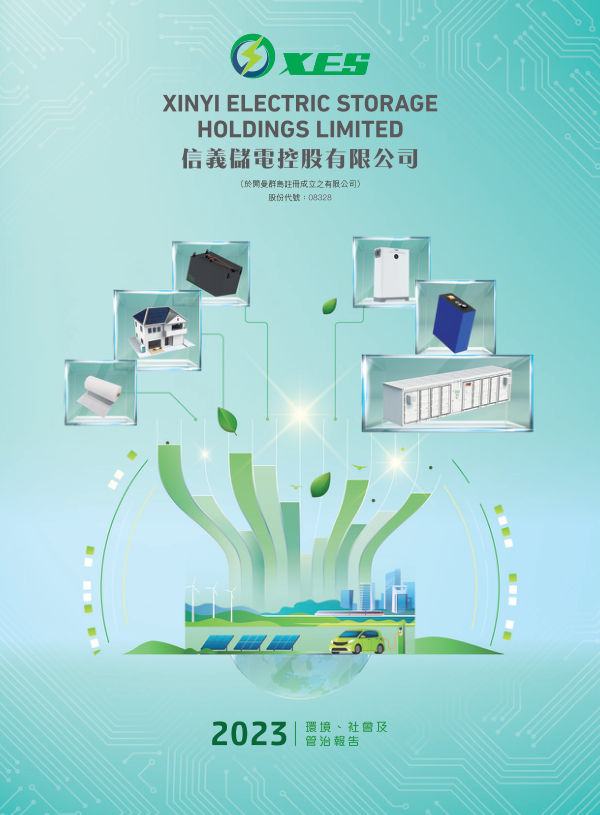 XES
XINYI ELECTRIC STORAGE
HOLDINGS LIMITED
信義儲電控股有限公司
(於開曼群島註冊成立之有限公司)
股份代號：08328
2023
環境、社會及
管治報告